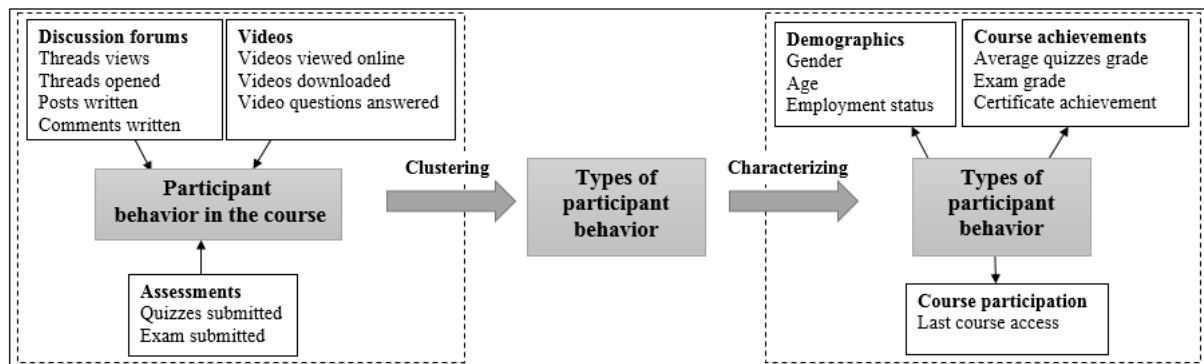 Discussion forums
Threads views
Threads opened
Posts written
Comments written
Videos
Videos viewed online
Videos downloaded
Video questions answered
Participant
behavior in the course
Assessments
Quizzes submitted
Exam submitted
Clustering
Types of
participant
behavior
Characterizing
Demographics
Gender
Age
Employment status
Course achievements
Average quizzes grade
Exam grade
Certificate achievement
Types of
participant
behavior
Course participation
Last course access